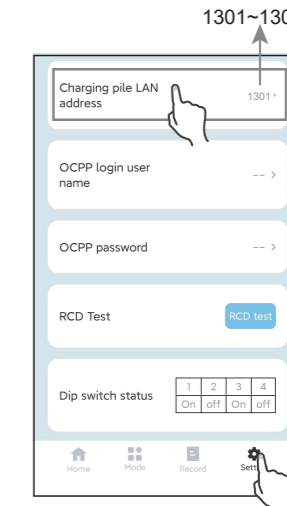 1301~130
Charging pile LAN
address
1301 ›
OCPP login user
name
-- >
OCPP password
-- >
RCD Test
RCD test
Dip switch status
1 2 3 4
On off On off
Home Mode Record Sett